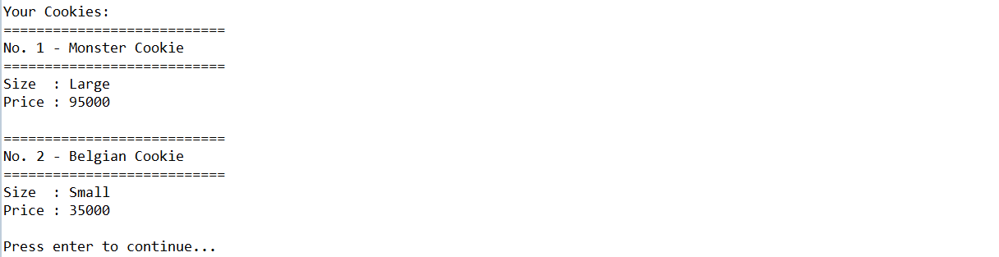 Your Cookies:
===========================
No. 1 - Monster Cookie
===========================
Size  : Large
Price : 95000

===========================
No. 2 - Belgian Cookie
===========================
Size  : Small
Price : 35000

Press enter to continue...